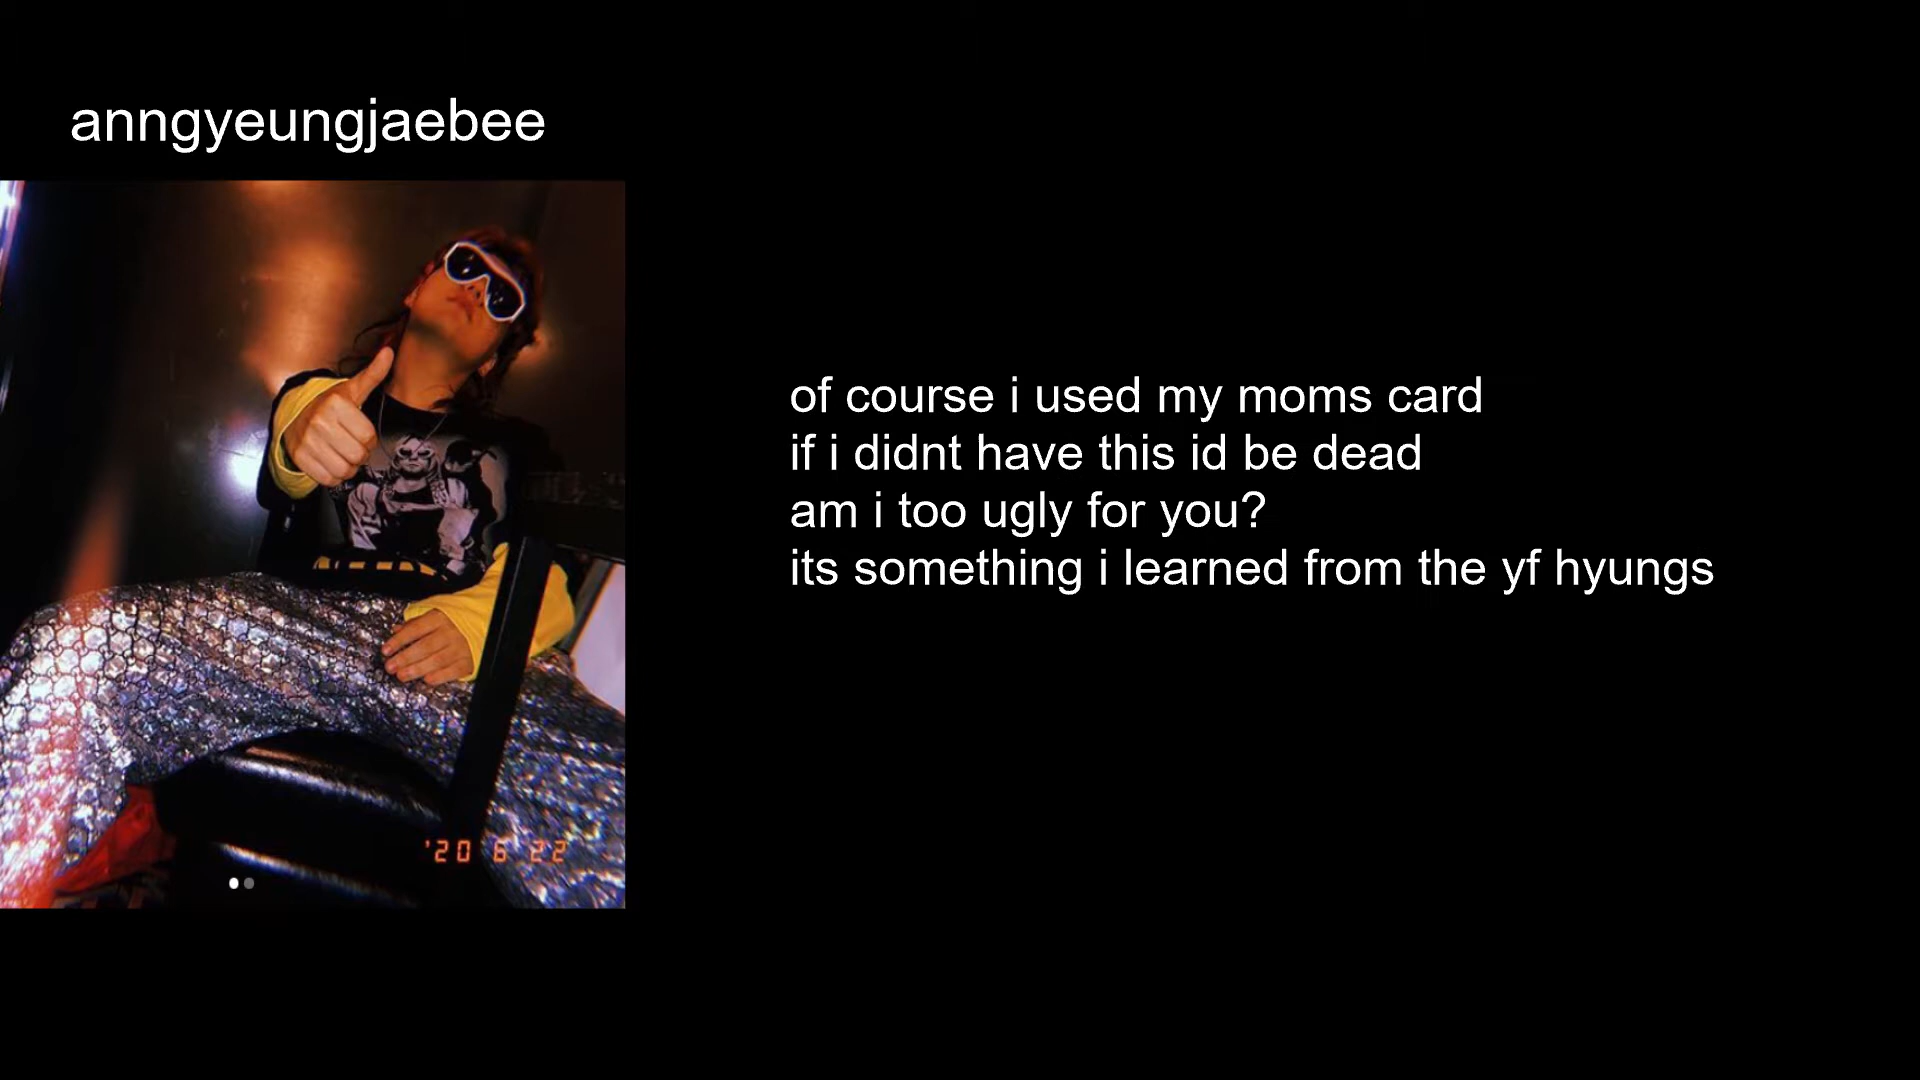 anngyeungjaebee
of course i used my moms card
if i didnt have this id be dead
am i too ugly for you?
its something i learned from the yf hyungs
'20 6 22